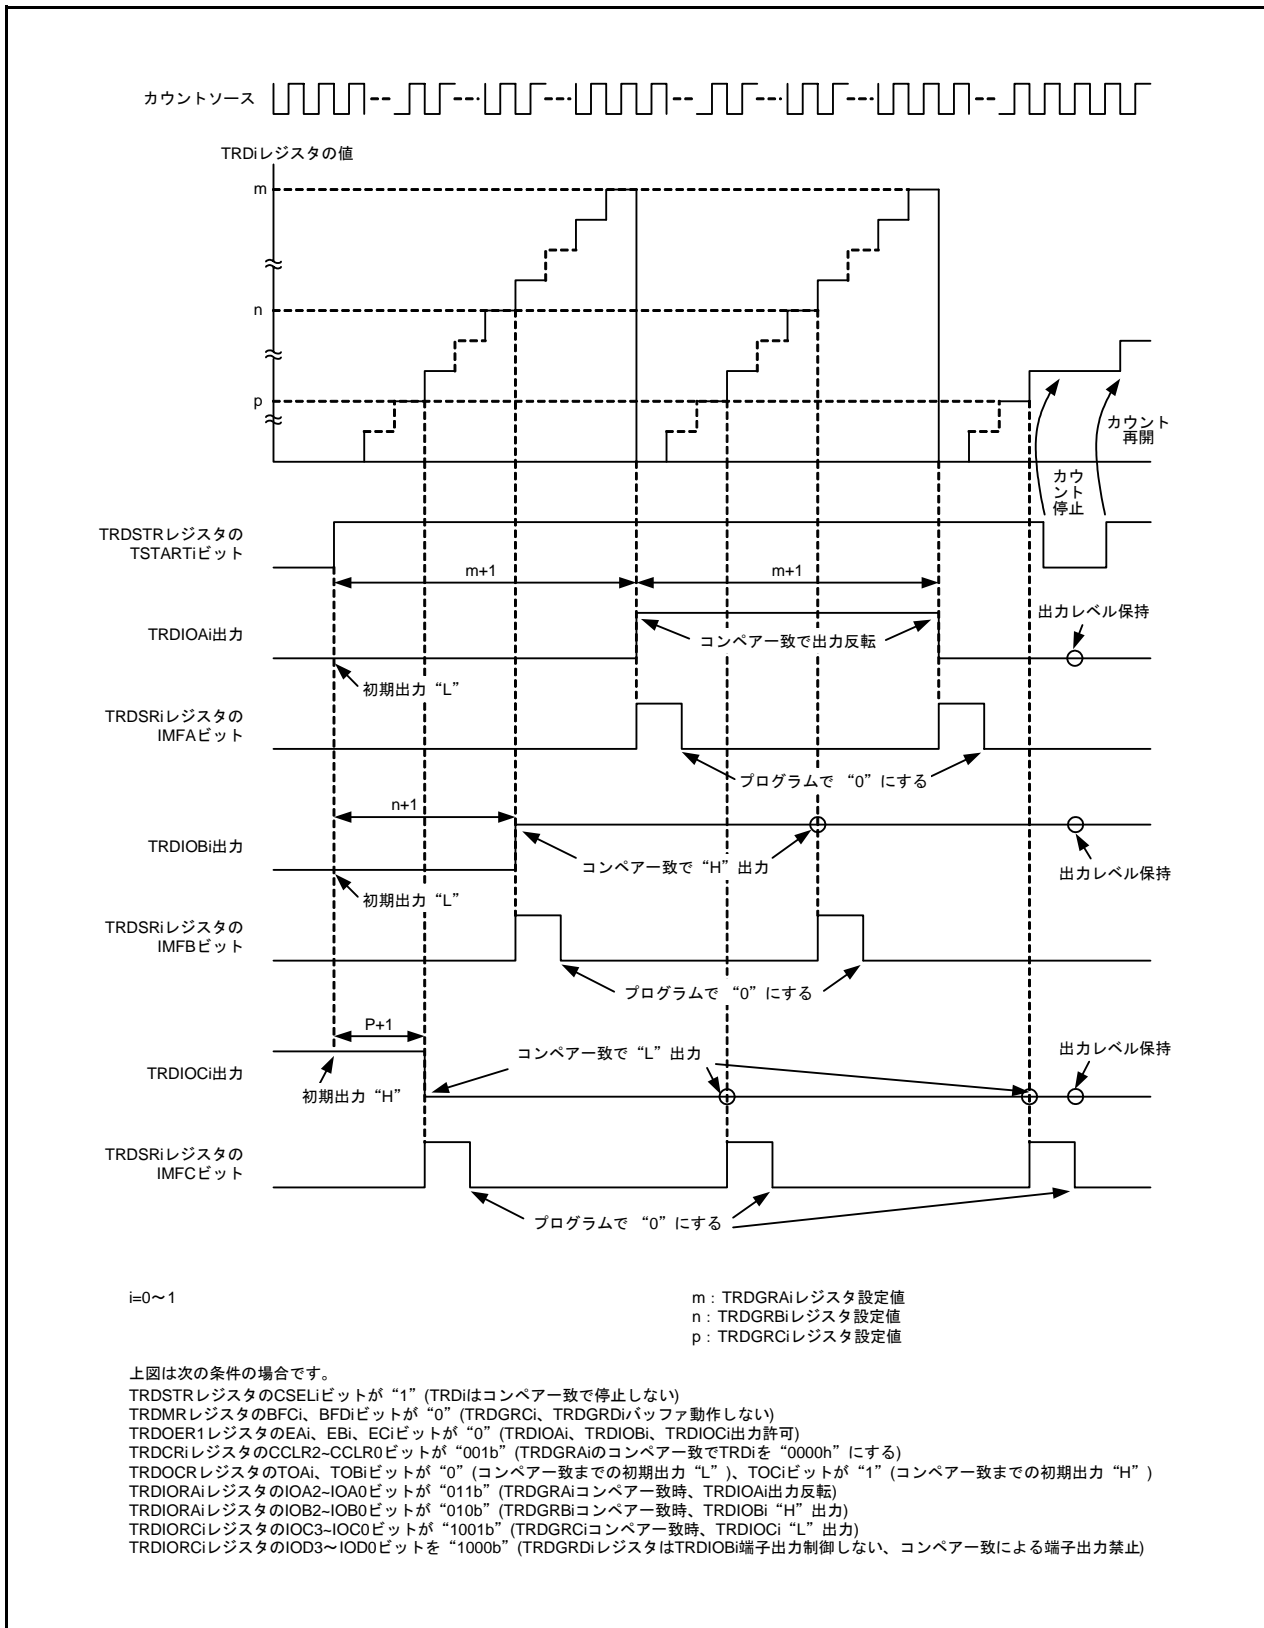 カウントソース
TRDiレジスタの値
m
n
p
カウント
再開
カウ
ント
停止
TRDSTRレジスタの
TSTARTiビット
m+1
m+1
TRDIOAi出力
コンペア一致で出力反転
出力レベル保持
初期出力“L”
TRDSRiレジスタの
IMFAビット
プログラムで “0”にする
n+1
TRDIOBi出力
コンペア一致で“H”出力
出力レベル保持
初期出力“L”
TRDSRiレジスタの
IMFBビット
プログラムで “0”にする
P+1
コンペア一致で“L”出力
出力レベル保持
TRDIOCi出力
初期出力“H”
TRDSRiレジスタの
IMFCビット
プログラムで “0”にする
i=0～1
m：TRDGRAiレジスタ設定値
n：TRDGRBiレジスタ設定値
p：TRDGRCiレジスタ設定値
上図は次の条件の場合です。
TRDSTRレジスタのCSELiビットが“1”(TRDiはコンペア一致で停止しない)
TRDMRレジスタのBFCi、BFDiビットが“0”(TRDGRCi、TRDGRDiバッファ動作しない)
TRDOER1レジスタのEAi、EBi、ECiビットが“0”(TRDIOAi、TRDIOBi、TRDIOCi出力許可)
TRDCRiレジスタのCCLR2~CCLR0ビットが“001b”(TRDGRAiのコンペア一致でTRDiを“0000h”にする)
TRDOCRレジスタのTOAi、TOBiビットが“0”(コンペア一致までの初期出力“L”)、TOCiビットが“1”(コンペア一致までの初期出力“H”)
TRDIORAiレジスタのIOA2~IOA0ビットが“011b”(TRDGRAiコンペア一致時、TRDIOAi出力反転)
TRDIORAiレジスタのIOB2~IOB0ビットが“010b”(TRDGRBiコンペア一致時、TRDIOBi“H”出力)
TRDIORCiレジスタのIOC3~IOC0ビットが“1001b”(TRDGRCiコンペア一致時、TRDIOCi“L”出力)
TRDIORCiレジスタのIOD3～IOD0ビットを“1000b”(TRDGRDiレジスタはTRDIOBi端子出力制御しない、コンペア一致による端子出力禁止)